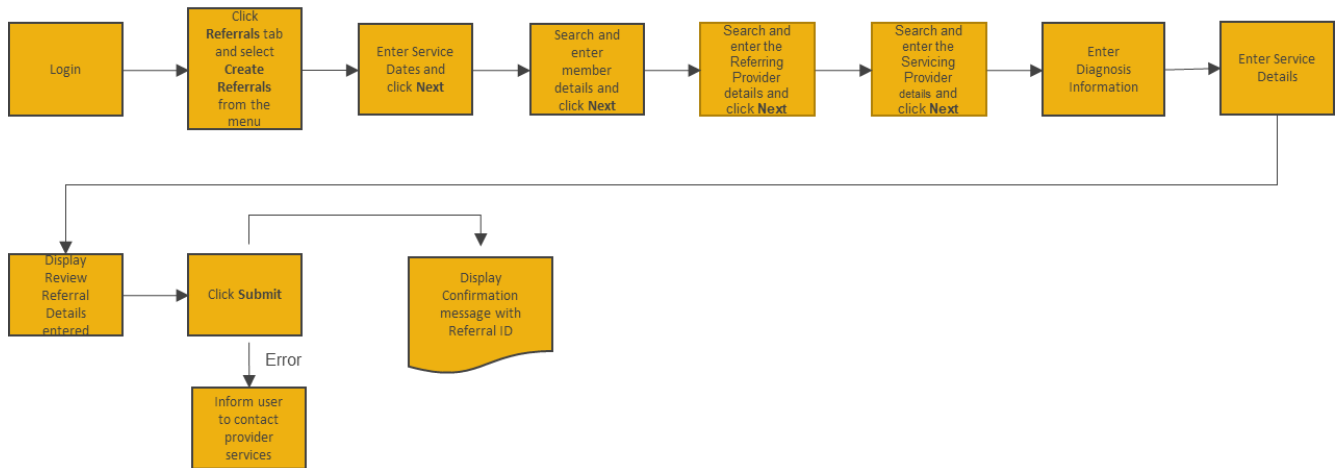 Login
Click
Referrals tab
and select
Create
Referrals
from the
menu
Enter Service
Dates and
click Next
Search and
enter
member
details and
click Next
Search and
enter the
Referring
Provider
details and
click Next
Search and
enter the
Servicing
Provider
details and
click Next
Enter
Diagnosis
Information
Enter Service
Details
Display
Review
Referral
Details
entered
Click Submit
Display
Confirmation
message with
Referral ID
Error
Inform user
to contact
provider
services